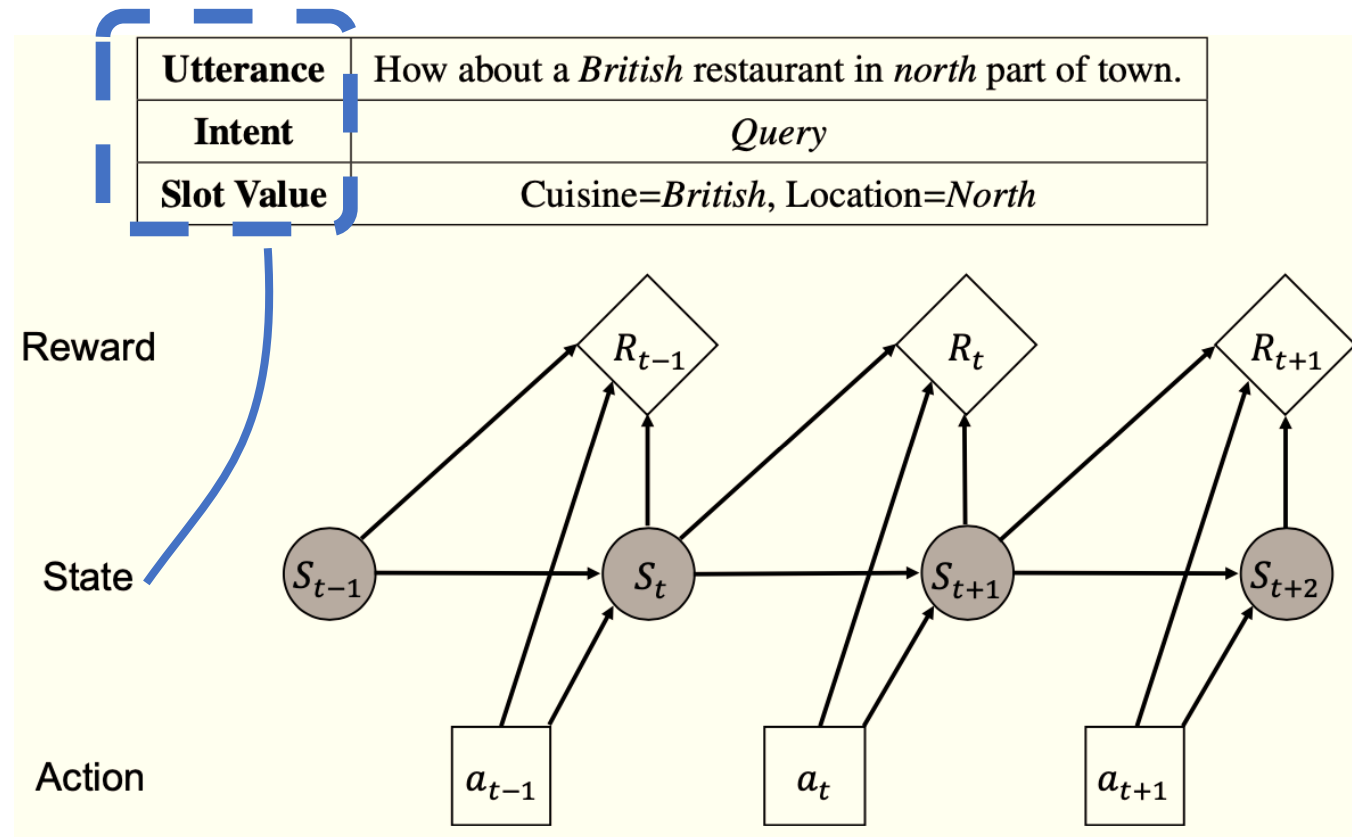 Utterance How about a British restaurant in north part of town.
Intent Query
Slot Value Cuisine=British, Location=North
Reward R_{t−1} R_t R_{t+1}
State S_{t−1} S_t S_{t+1} S_{t+2}
Action a_{t−1} a_t a_{t+1}